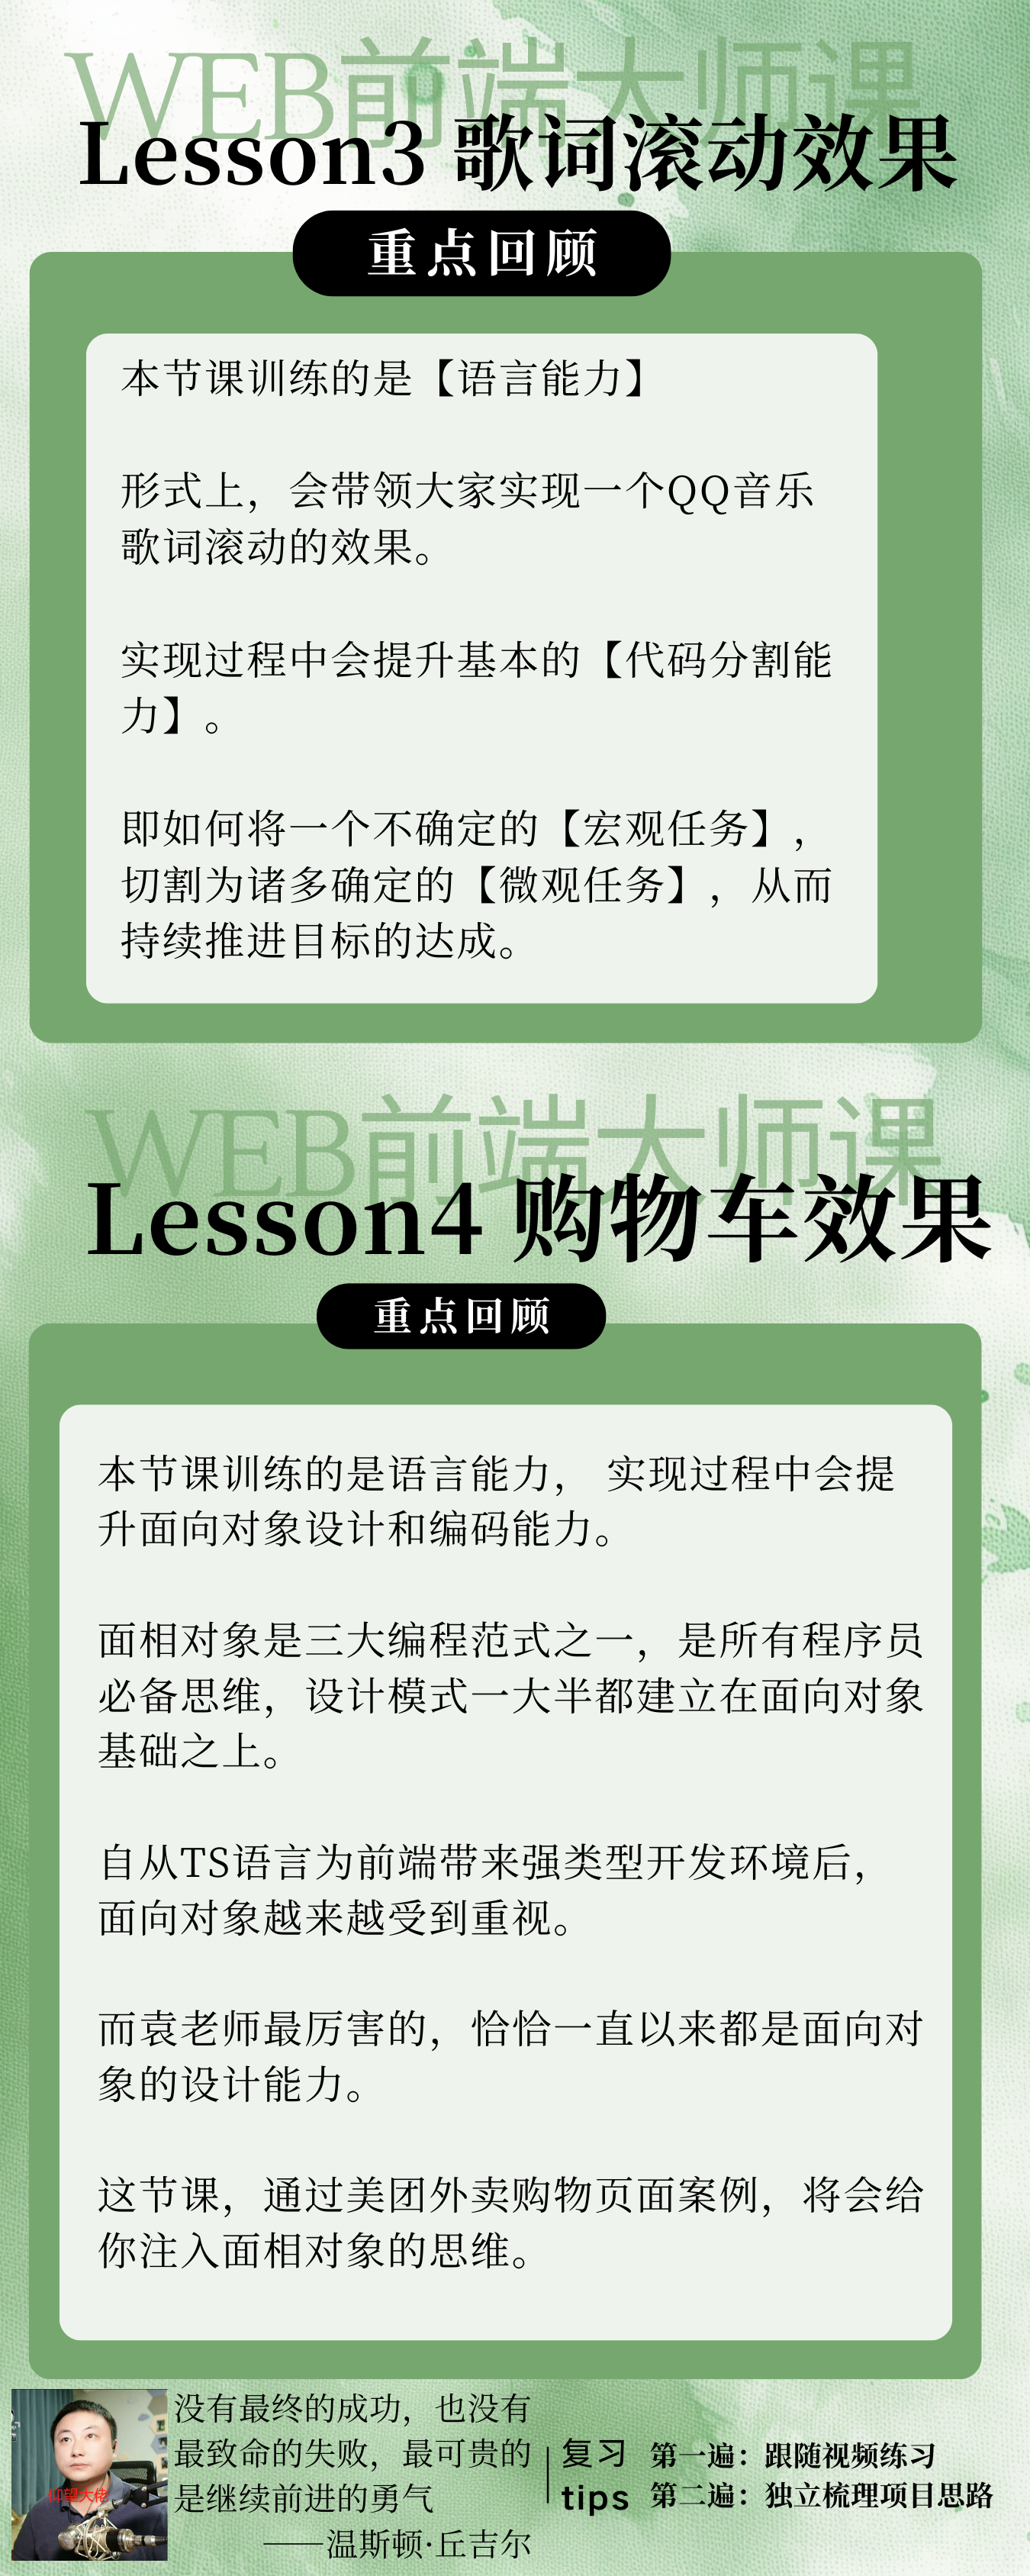 WEB前端大师课
Lesson3 歌词滚动效果
重点回顾
本节课训练的是【语言能力】
形式上，会带领大家实现一个QQ音乐
歌词滚动的效果。
实现过程中会提升基本的【代码分割能
力】。
即如何将一个不确定的【宏观任务】，
切割为诸多确定的【微观任务】，从而
持续推进目标的达成。
WEB前端大师课
Lesson4 购物车效果
重点回顾
本节课训练的是语言能力， 实现过程中会提
升面向对象设计和编码能力。
面相对象是三大编程范式之一，是所有程序员
必备思维，设计模式一大半都建立在面向对象
基础之上。
自从TS语言为前端带来强类型开发环境后，
面向对象越来越受到重视。
而袁老师最厉害的，恰恰一直以来都是面向对
象的设计能力。
这节课，通过美团外卖购物页面案例，将会给
你注入面相对象的思维。
仰望大佬
没有最终的成功，也没有
最致命的失败，最可贵的
是继续前进的勇气
——温斯顿·丘吉尔
复习
tips
第一遍：跟随视频练习
第二遍：独立梳理项目思路